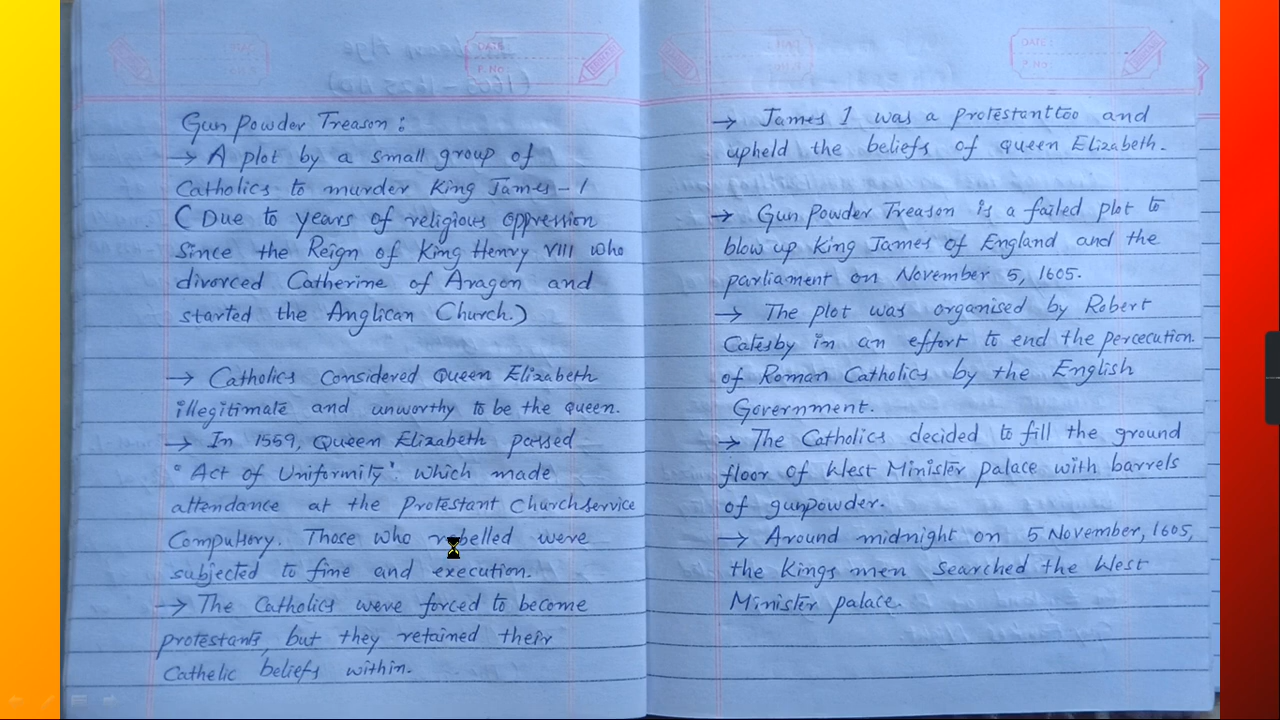 Gun Powder Treason :
→ A plot by a small group of
Catholics to murder King James - I
( Due to years of religious oppression
Since the Reign of King Henry VIII who
divorced Catherine of Aragon and
started the Anglican Church.)
→ Catholics Considered Queen Elizabeth
illegitimate and unworthy to be the queen.
→ In 1559, Queen Elizabeth passed
"Act of Uniformity". which made
attendance at the Protestant Church service
Compulsory. Those who rebelled were
subjected to fine and execution.
→ The Catholics were forced to become
protestants, but they retained their
Catholic beliefs within.
DATE :
P. No :
→ James I was a protestant too and
upheld the beliefs of queen Elizabeth.
→ Gun Powder Treason is a failed plot to
blow up King James of England and the
parliament on November 5, 1605.
→ The plot was organised by Robert
Catesby in an effort to end the percecution
of Roman Catholics by the English
Government.
→ The Catholics decided to fill the ground
floor of West Minister palace with barrels
of gunpowder.
→ Around midnight on 5 November, 1605,
the Kings men searched the West
Minister palace.